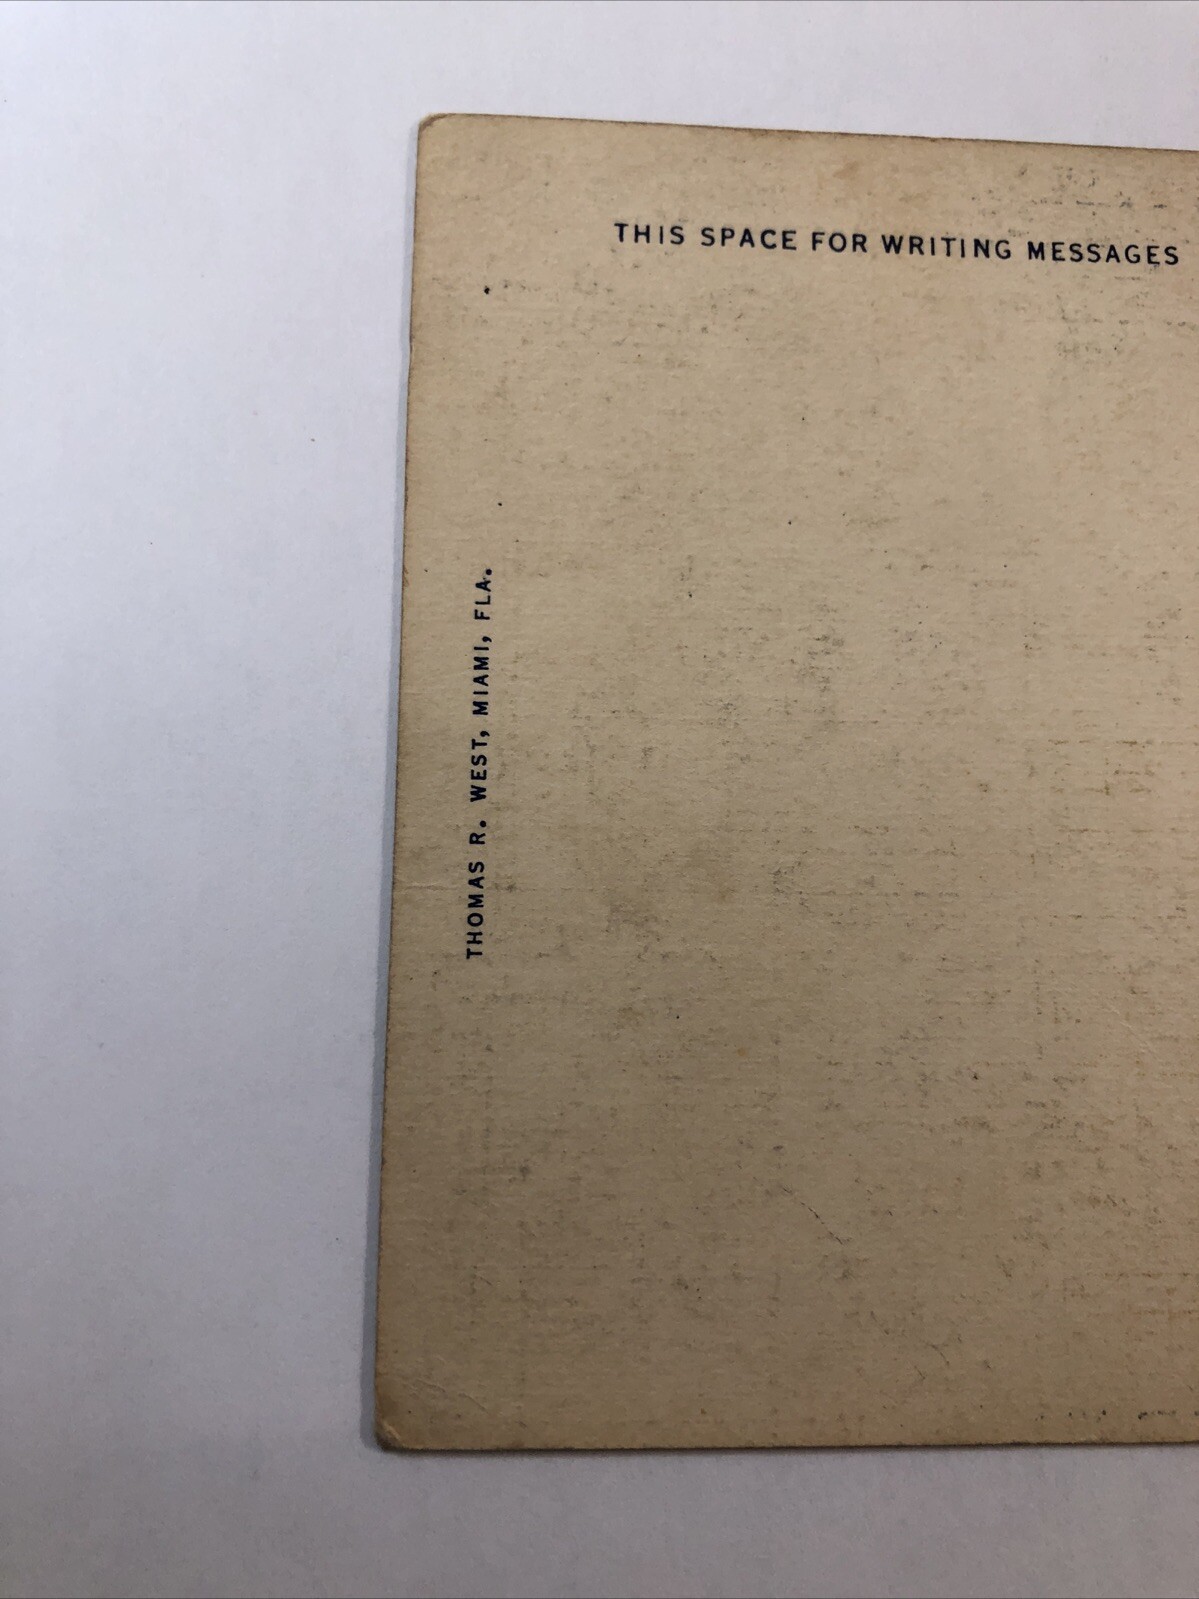 THIS SPACE FOR WRITING MESSAGES
THOMAS R. WEST, MIAMI, FLA.